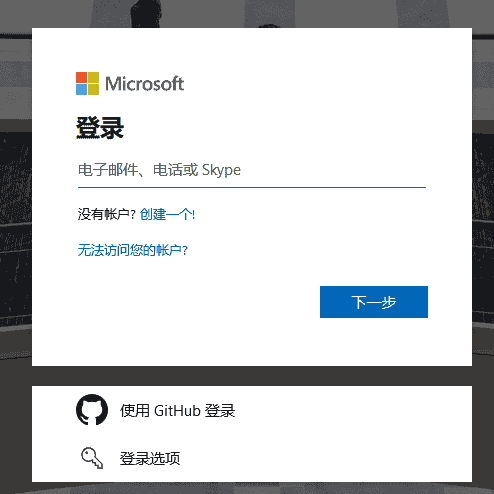 Microsoft
登录
电子邮件、电话或 Skype
没有帐户? 创建一个!
无法访问您的帐户?
下一步
使用 GitHub 登录
登录选项